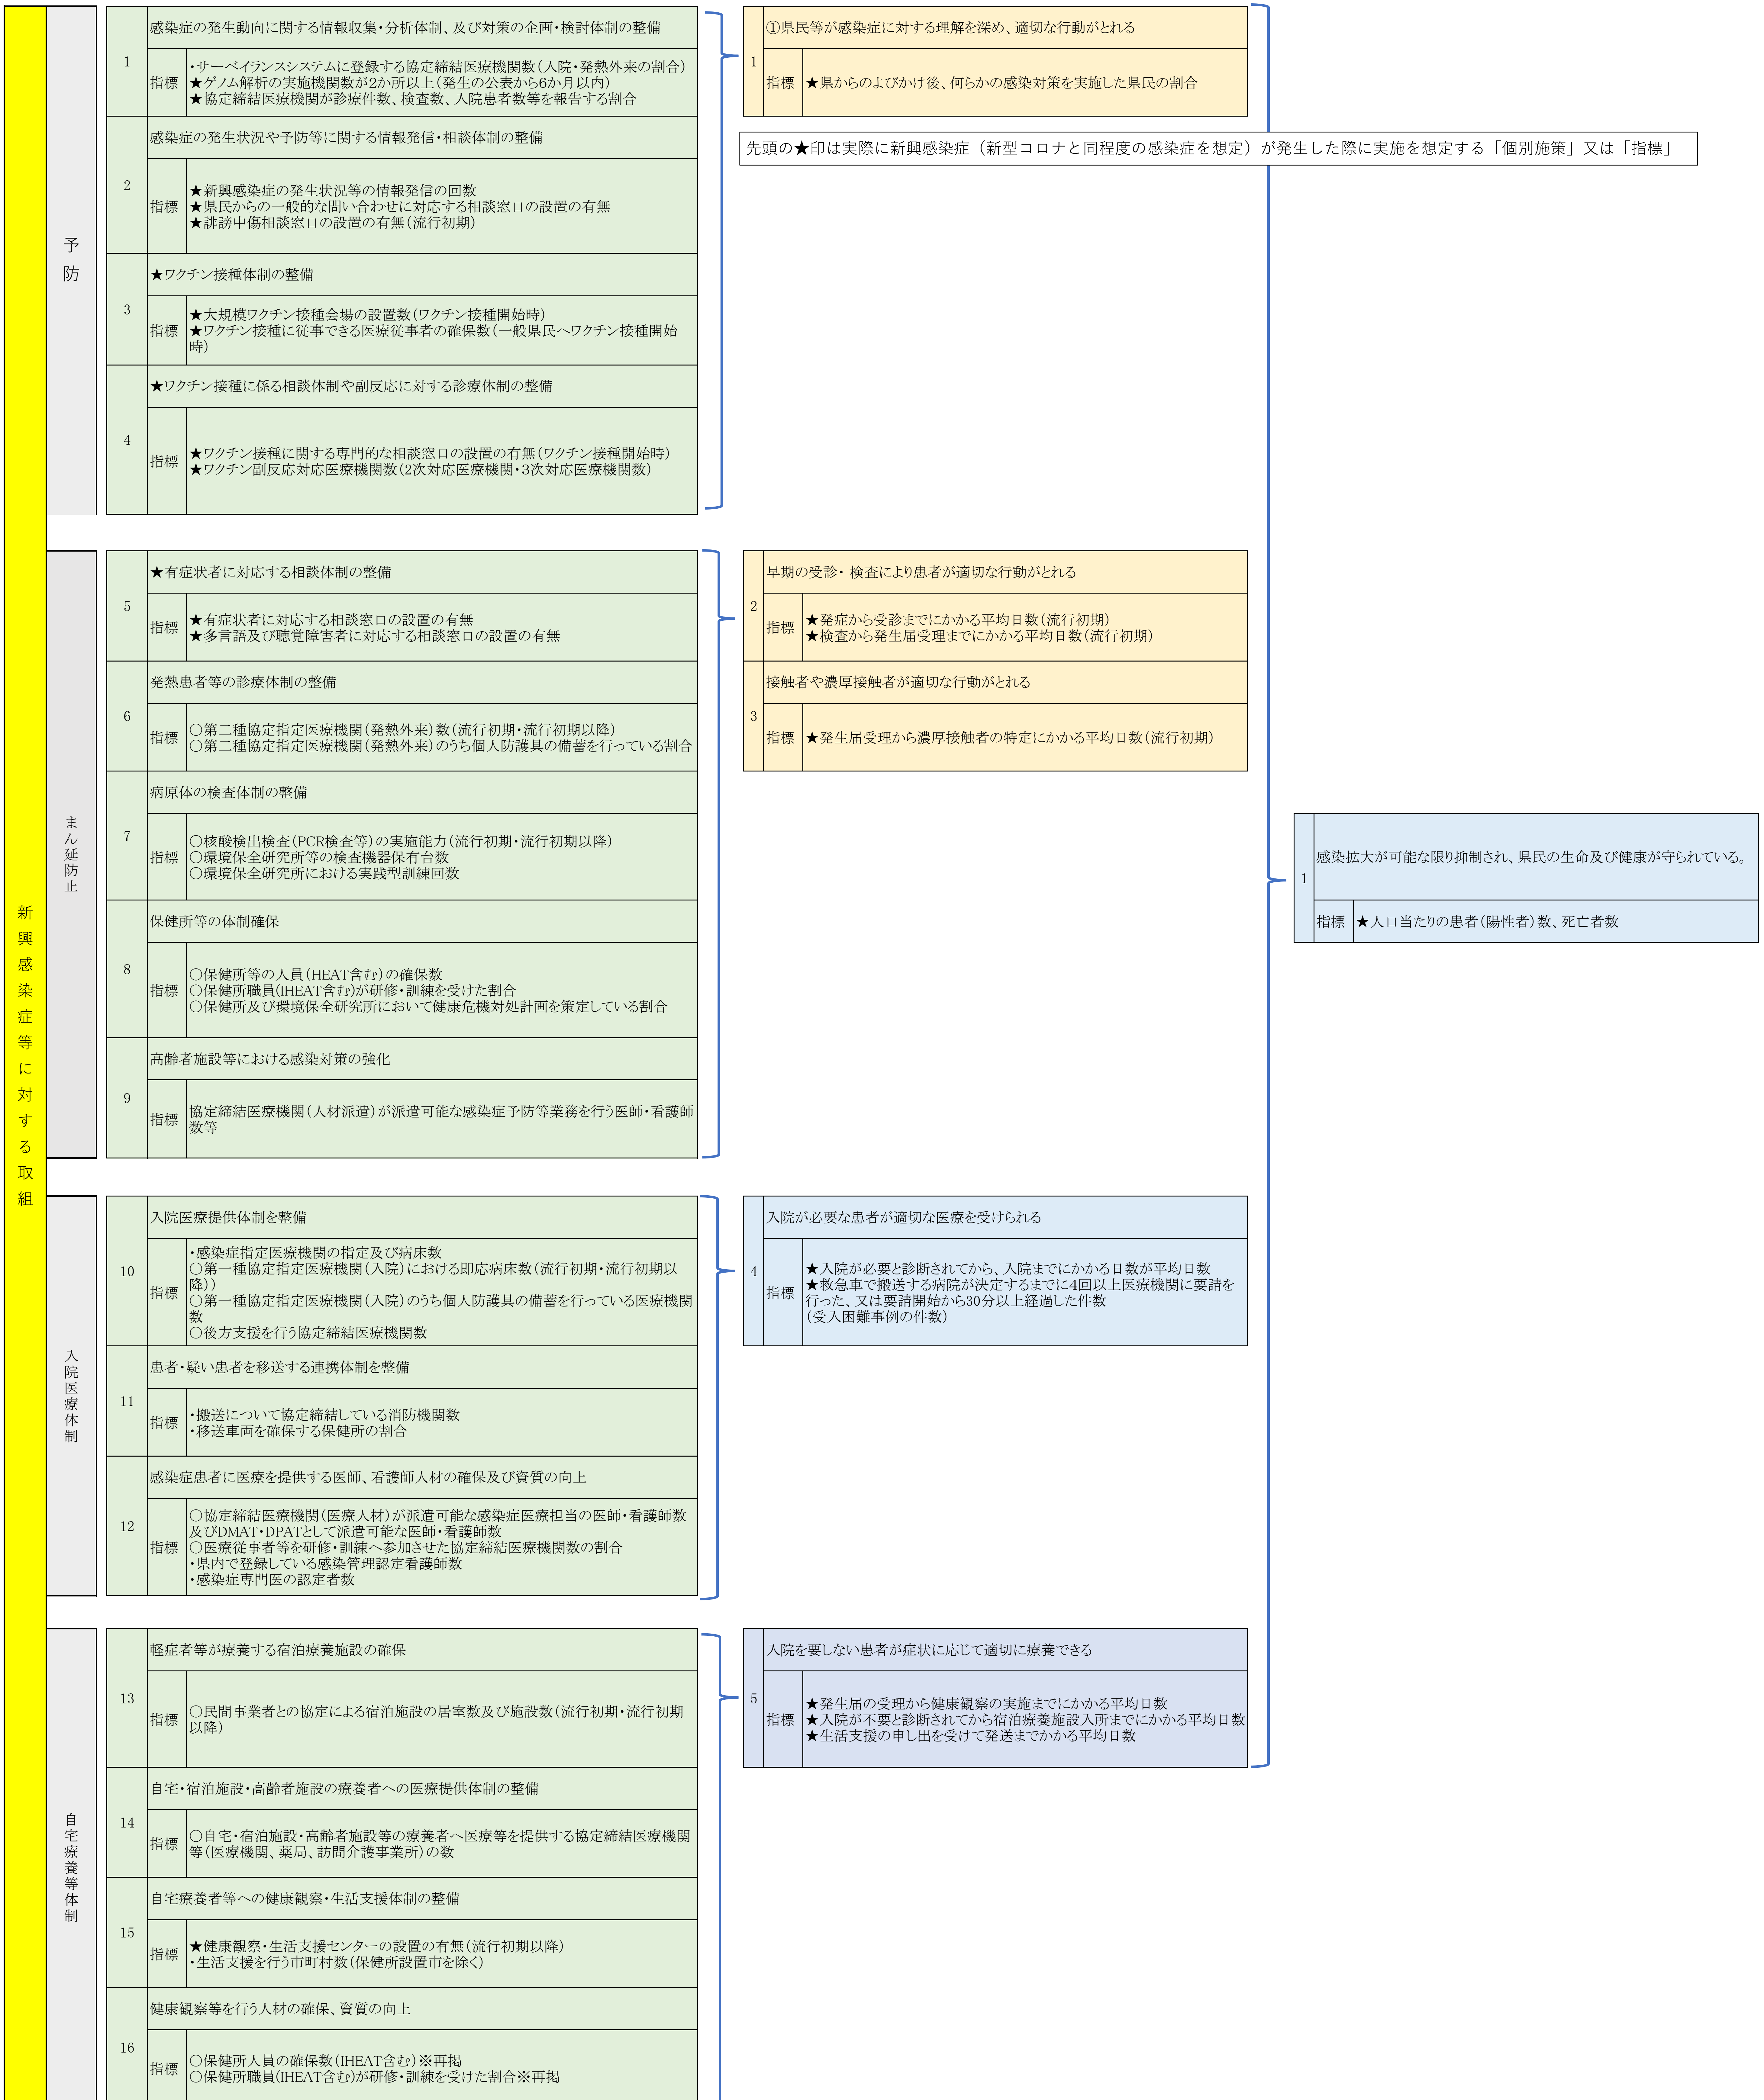 新興感染症等に対する取組
予防
1
感染症の発生動向に関する情報収集・分析体制、及び対策の企画・検討体制の整備
指標
・サーベイランスシステムに登録する協定締結医療機関数（入院・発熱外来の割合）
★ゲノム解析の実施機関数が2か所以上（発生の公表から6か月以内）
★協定締結医療機関が診療件数、検査数、入院患者数等を報告する割合
2
感染症の発生状況や予防等に関する情報発信・相談体制の整備
指標
★新興感染症の発生状況等の情報発信の回数
★県民からの一般的な問い合わせに対応する相談窓口の設置の有無
★誹謗中傷相談窓口の設置の有無（流行初期）
3
★ワクチン接種体制の整備
指標
★大規模ワクチン接種会場の設置数（ワクチン接種開始時）
★ワクチン接種に従事できる医療従事者の確保数（一般県民へワクチン接種開始
時）
4
★ワクチン接種に係る相談体制や副反応に対する診療体制の整備
指標
★ワクチン接種に関する専門的な相談窓口の設置の有無（ワクチン接種開始時）
★ワクチン副反応対応医療機関数（2次対応医療機関・3次対応医療機関数）
1
①県民等が感染症に対する理解を深め、適切な行動がとれる
指標
★県からのよびかけ後、何らかの感染対策を実施した県民の割合
先頭の★印は実際に新興感染症（新型コロナと同程度の感染症を想定）が発生した際に実施を想定する「個別施策」又は「指標」
まん延防止
5
★有症状者に対応する相談体制の整備
指標
★有症状者に対応する相談窓口の設置の有無
★多言語及び聴覚障害者に対応する相談窓口の設置の有無
6
発熱患者等の診療体制の整備
指標
○第二種協定指定医療機関（発熱外来）数（流行初期・流行初期以降）
○第二種協定指定医療機関（発熱外来）のうち個人防護具の備蓄を行っている割合
7
病原体の検査体制の整備
指標
○核酸検出検査（PCR検査等）の実施能力（流行初期・流行初期以降）
○環境保全研究所等の検査機器保有台数
○環境保全研究所における実践型訓練回数
8
保健所等の体制確保
指標
○保健所等の人員（HEAT含む）の確保数
○保健所職員(IHEAT含む)が研修・訓練を受けた割合
○保健所及び環境保全研究所において健康危機対処計画を策定している割合
9
高齢者施設等における感染対策の強化
指標
協定締結医療機関（人材派遣）が派遣可能な感染症予防等業務を行う医師・看護師
数等
2
早期の受診・ 検査により患者が適切な行動がとれる
指標
★発症から受診までにかかる平均日数（流行初期）
★検査から発生届受理までにかかる平均日数（流行初期）
3
接触者や濃厚接触者が適切な行動がとれる
指標
★発生届受理から濃厚接触者の特定にかかる平均日数（流行初期）
1
感染拡大が可能な限り抑制され、県民の生命及び健康が守られている。
指標
★人口当たりの患者（陽性者）数、死亡者数
入院医療体制
10
入院医療提供体制を整備
指標
・感染症指定医療機関の指定及び病床数
○第一種協定指定医療機関（入院）における即応病床数（流行初期・流行初期以
降））
○第一種協定指定医療機関（入院）のうち個人防護具の備蓄を行っている医療機関
数
○後方支援を行う協定締結医療機関数
11
患者・疑い患者を移送する連携体制を整備
指標
・搬送について協定締結している消防機関数
・移送車両を確保する保健所の割合
12
感染症患者に医療を提供する医師、看護師人材の確保及び資質の向上
指標
○協定締結医療機関（医療人材）が派遣可能な感染症医療担当の医師・看護師数
及びDMAT・DPATとして派遣可能な医師・看護師数
○医療従事者等を研修・訓練へ参加させた協定締結医療機関数の割合
・県内で登録している感染管理認定看護師数
・感染症専門医の認定者数
4
入院が必要な患者が適切な医療を受けられる
指標
★入院が必要と診断されてから、入院までにかかる日数が平均日数
★救急車で搬送する病院が決定するまでに4回以上医療機関に要請を
行った、又は要請開始から30分以上経過した件数
（受入困難事例の件数）
自宅療養等体制
13
軽症者等が療養する宿泊療養施設の確保
指標
○民間事業者との協定による宿泊施設の居室数及び施設数（流行初期・流行初期
以降）
14
自宅・宿泊施設・高齢者施設の療養者への医療提供体制の整備
指標
○自宅・宿泊施設・高齢者施設等の療養者へ医療等を提供する協定締結医療機関
等（医療機関、薬局、訪問介護事業所）の数
15
自宅療養者等への健康観察・生活支援体制の整備
指標
★健康観察・生活支援センターの設置の有無（流行初期以降）
・生活支援を行う市町村数（保健所設置市を除く）
16
健康観察等を行う人材の確保、資質の向上
指標
○保健所人員の確保数（IHEAT含む）※再掲
○保健所職員(IHEAT含む)が研修・訓練を受けた割合※再掲
5
入院を要しない患者が症状に応じて適切に療養できる
指標
★発生届の受理から健康観察の実施までにかかる平均日数
★入院が不要と診断されてから宿泊療養施設入所までにかかる平均日数
★生活支援の申し出を受けて発送までかかる平均日数